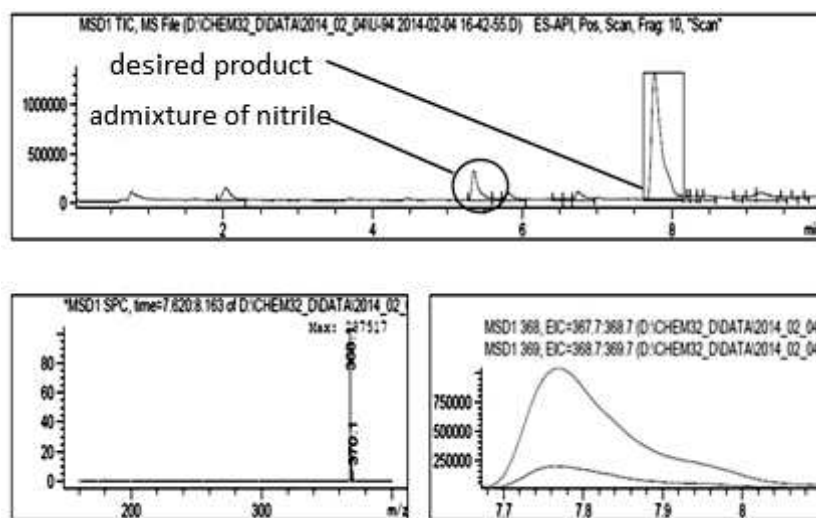 MSD1 TIC, MS File (D:\CHEM32_D\DATA\2014_02_04\U-94 2014-02-04 16-42-55.D) ES-API, Pos, Scan, Frag: 10, "Scan"
desired product
admixture of nitrile
1000000
500000
0
2
4
6
8
*MSD1 SPC, time=7.620:8.163 of D:\CHEM32_D\DATA\2014_02_
Max:
80
60
40
20
0
370.1
200
300
m/z
MSD1 368, EIC=367.7:368.7 (D:\CHEM32_D\DATA\2014_02_04
MSD1 369, EIC=368.7:369.7 (D:\CHEM32_D\DATA\2014_02_04
750000
500000
250000
7.7
7.8
7.9
8